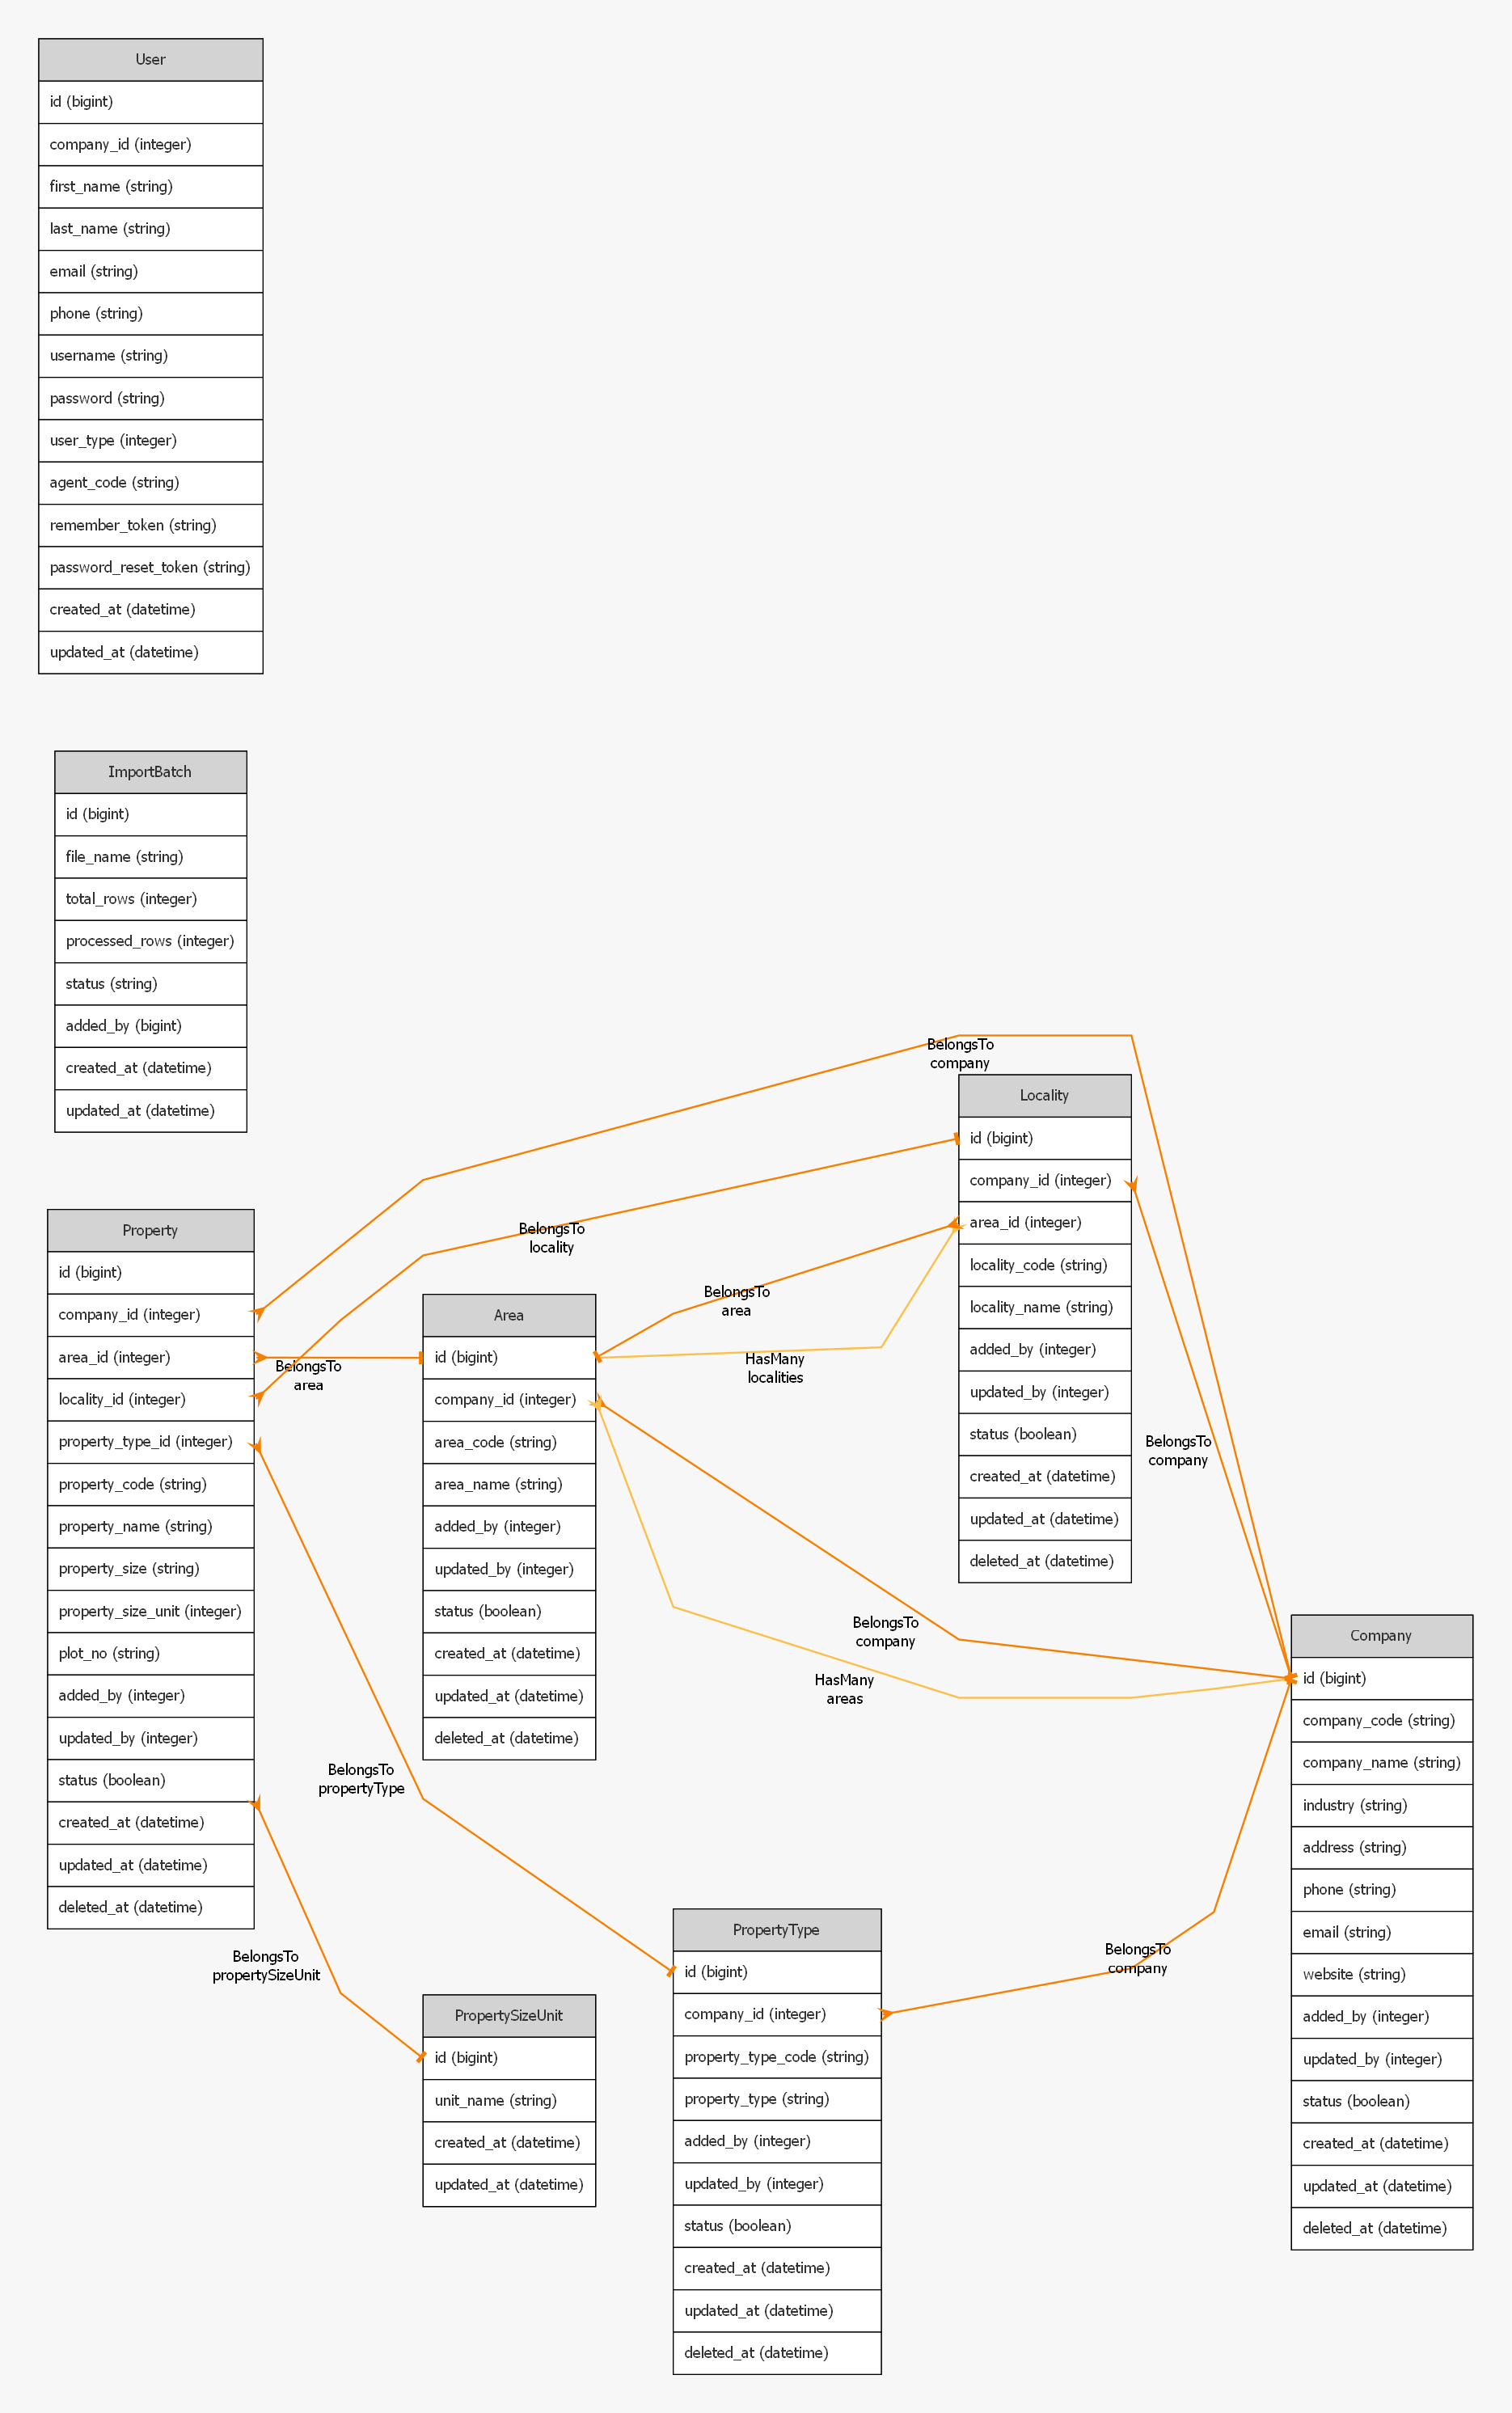 User
id (bigint)
company_id (integer)
first_name (string)
last_name (string)
email (string)
phone (string)
username (string)
password (string)
user_type (integer)
agent_code (string)
remember_token (string)
password_reset_token (string)
created_at (datetime)
updated_at (datetime)
ImportBatch
id (bigint)
file_name (string)
total_rows (integer)
processed_rows (integer)
status (string)
added_by (bigint)
created_at (datetime)
updated_at (datetime)
Property
id (bigint)
company_id (integer)
area_id (integer)
locality_id (integer)
property_type_id (integer)
property_code (string)
property_name (string)
property_size (string)
property_size_unit (integer)
plot_no (string)
added_by (integer)
updated_by (integer)
status (boolean)
created_at (datetime)
updated_at (datetime)
deleted_at (datetime)
BelongsTo
area
BelongsTo
propertyType
BelongsTo
propertySizeUnit
Area
id (bigint)
company_id (integer)
area_code (string)
area_name (string)
added_by (integer)
updated_by (integer)
status (boolean)
created_at (datetime)
updated_at (datetime)
deleted_at (datetime)
PropertySizeUnit
id (bigint)
unit_name (string)
created_at (datetime)
updated_at (datetime)
BelongsTo
locality
BelongsTo
area
HasMany
localities
BelongsTo
company
HasMany
areas
PropertyType
id (bigint)
company_id (integer)
property_type_code (string)
property_type (string)
added_by (integer)
updated_by (integer)
status (boolean)
created_at (datetime)
updated_at (datetime)
deleted_at (datetime)
BelongsTo
company
Locality
id (bigint)
company_id (integer)
area_id (integer)
locality_code (string)
locality_name (string)
added_by (integer)
updated_by (integer)
status (boolean)
created_at (datetime)
updated_at (datetime)
deleted_at (datetime)
BelongsTo
company
BelongsTo
company
Company
id (bigint)
company_code (string)
company_name (string)
industry (string)
address (string)
phone (string)
email (string)
website (string)
added_by (integer)
updated_by (integer)
status (boolean)
created_at (datetime)
updated_at (datetime)
deleted_at (datetime)